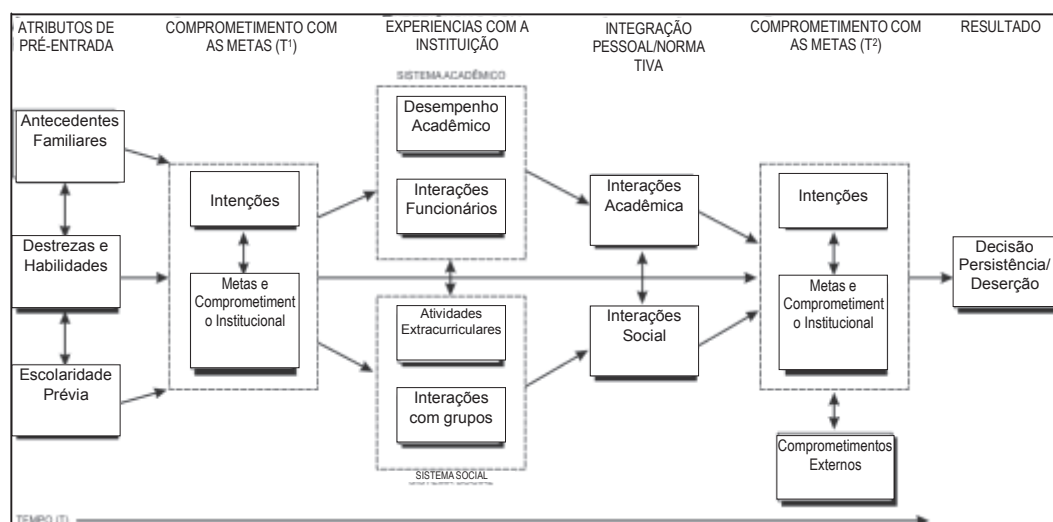 ATRIBUTOS DE
PRÉ-ENTRADA
COMPROMETIMENTO COM
AS METAS (T¹)
EXPERIENCIAS COM A
INSTITUIÇÃO
INTEGRAÇÃO
PESSOAL/NORMA
TIVA
COMPROMETIMENTO COM
AS METAS (T²)
RESULTADO
SISTEMA ACADÊMICO
Antecedentes
Familiares
Destrezas e
Habilidades
Escolaridade
Prévia
Intenções
Metas e
Compromentiment
o Institucional
Desempenho
Acadêmico
Interações
Funcionários
Atividades
Extracurriculares
Interações
com grupos
SISTEMA SOCIAL
Interações
Acadêmica
Interações
Social
Intenções
Metas e
Comprometiment
o Institucional
Comprometimentos
Externos
Decisão
Persistência/
Deserção
TEMPO (T)